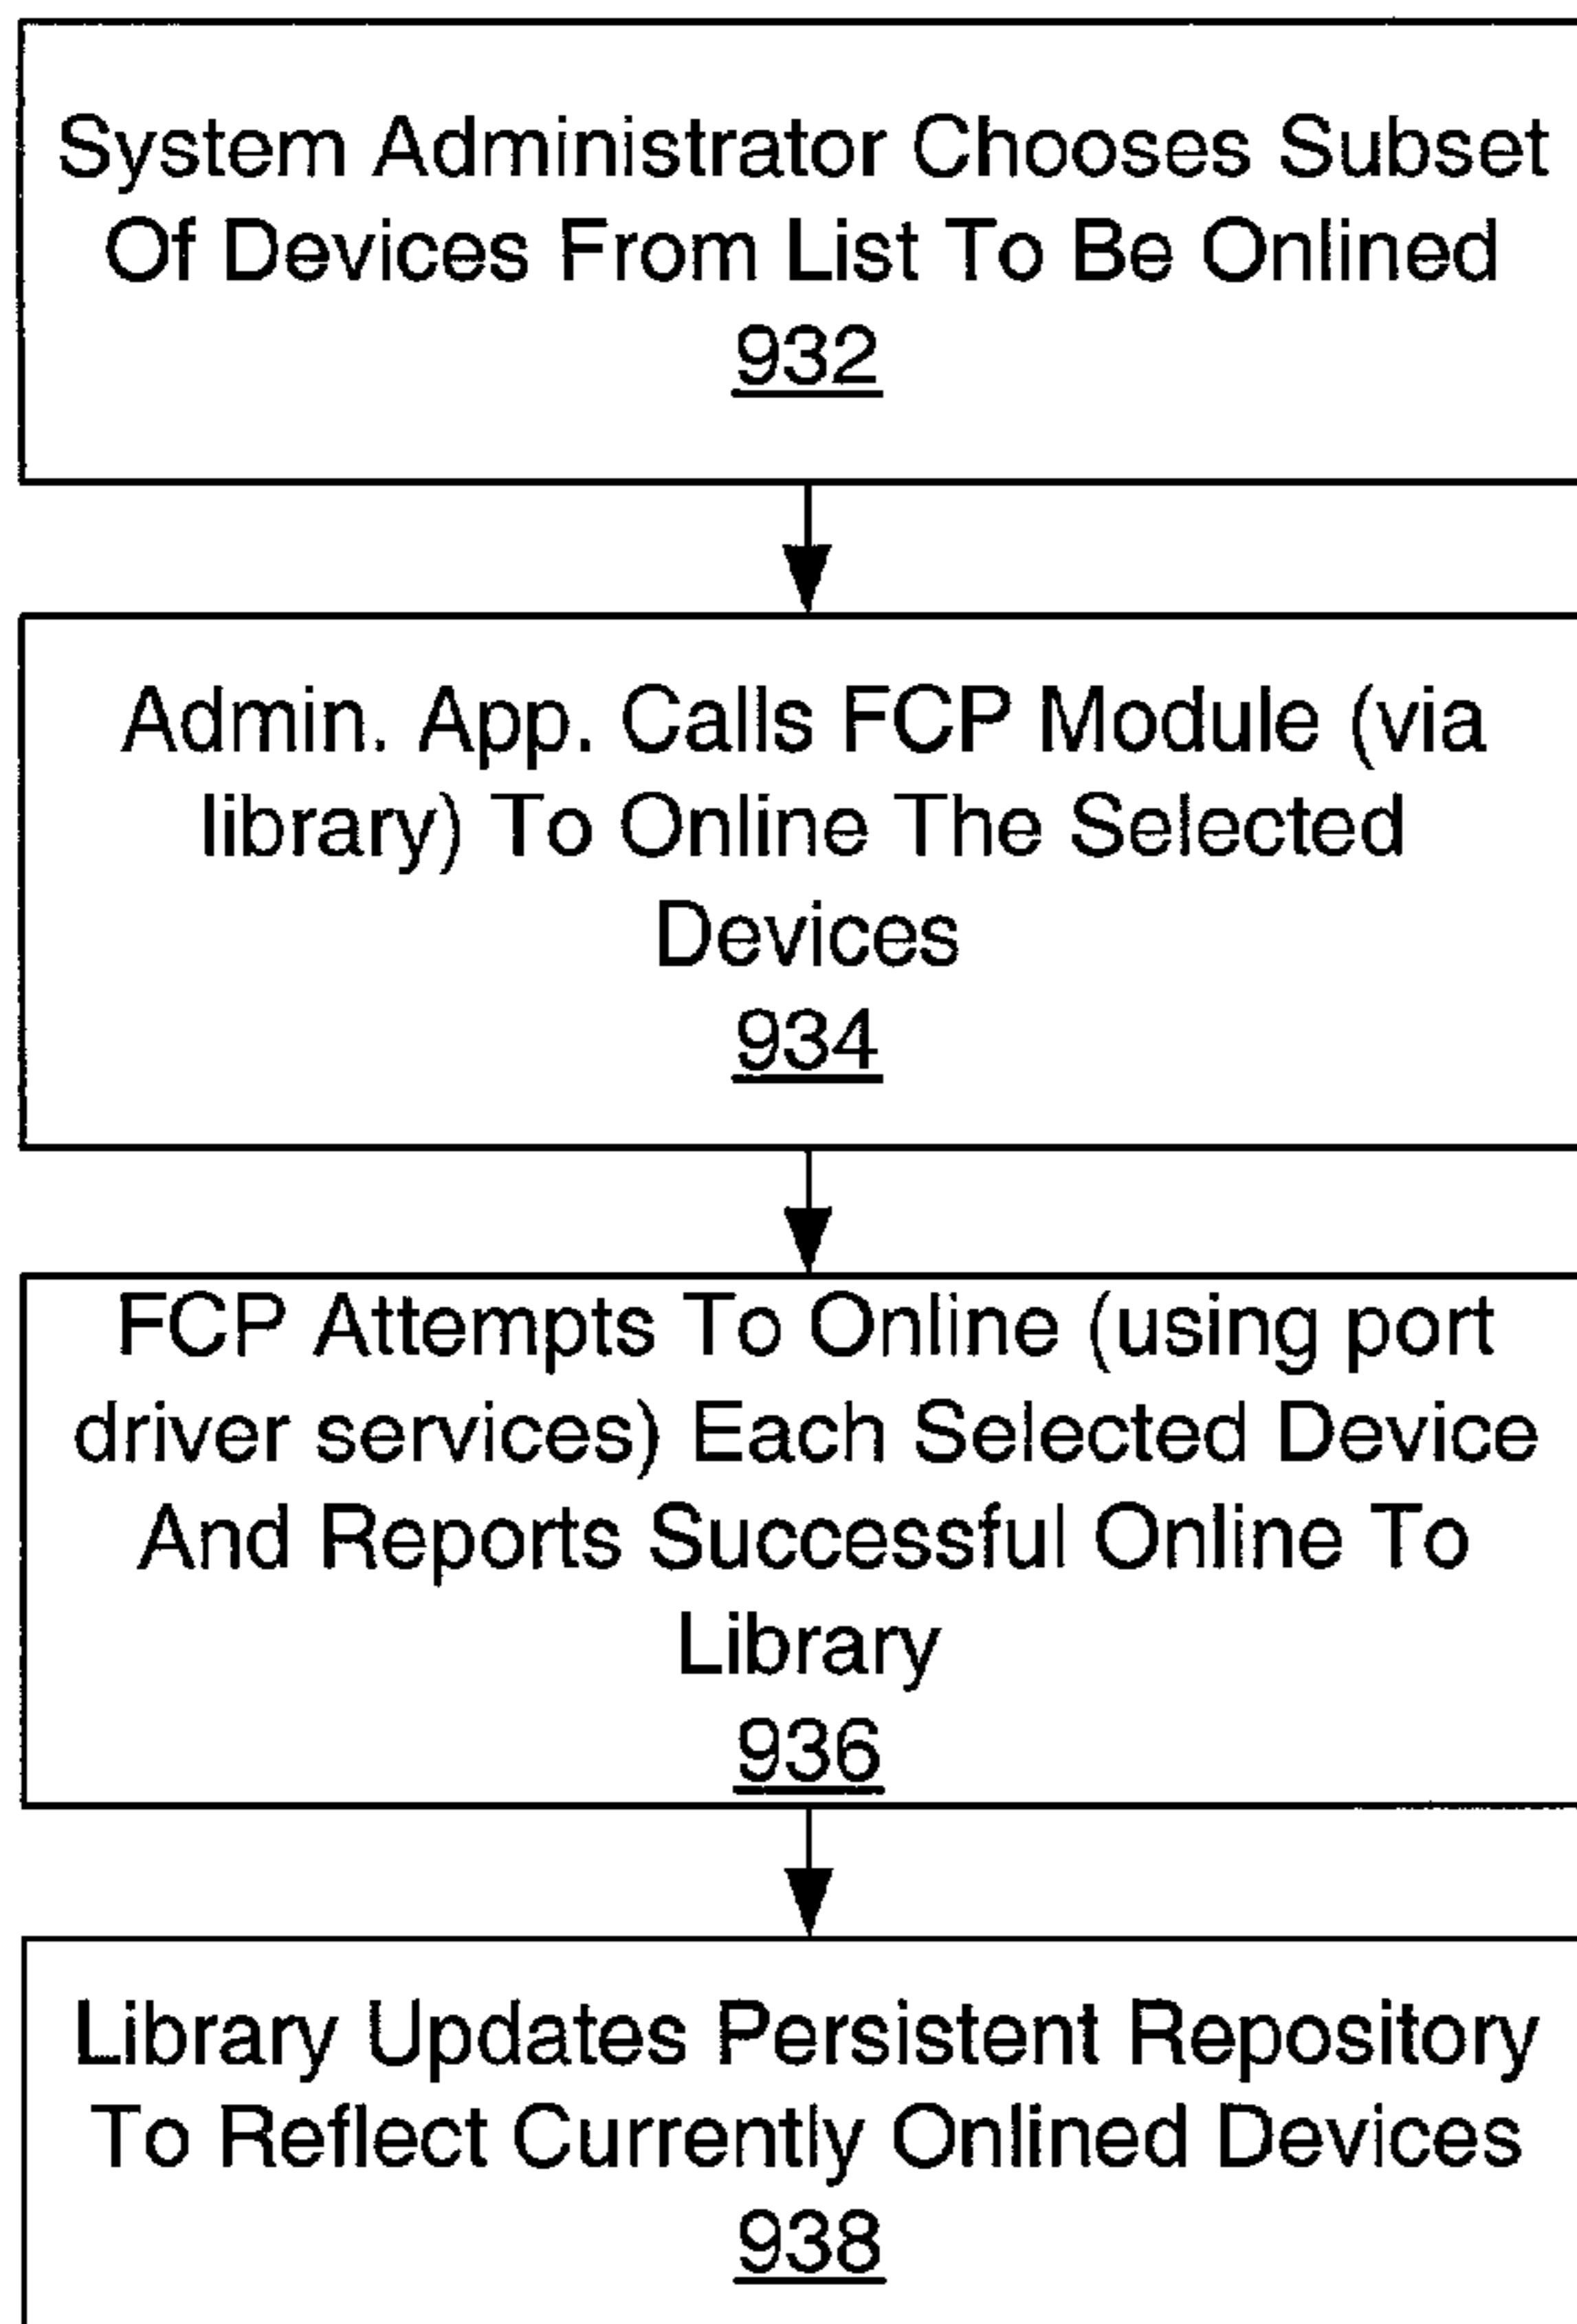 System Administrator Chooses Subset
Of Devices From List To Be Onlined
932
Admin. App. Calls FCP Module (via
library) To Online The Selected
Devices
934
FCP Attempts To Online (using port
driver services) Each Selected Device
And Reports Successful Online To
Library
936
Library Updates Persistent Repository
To Reflect Currently Onlined Devices
938